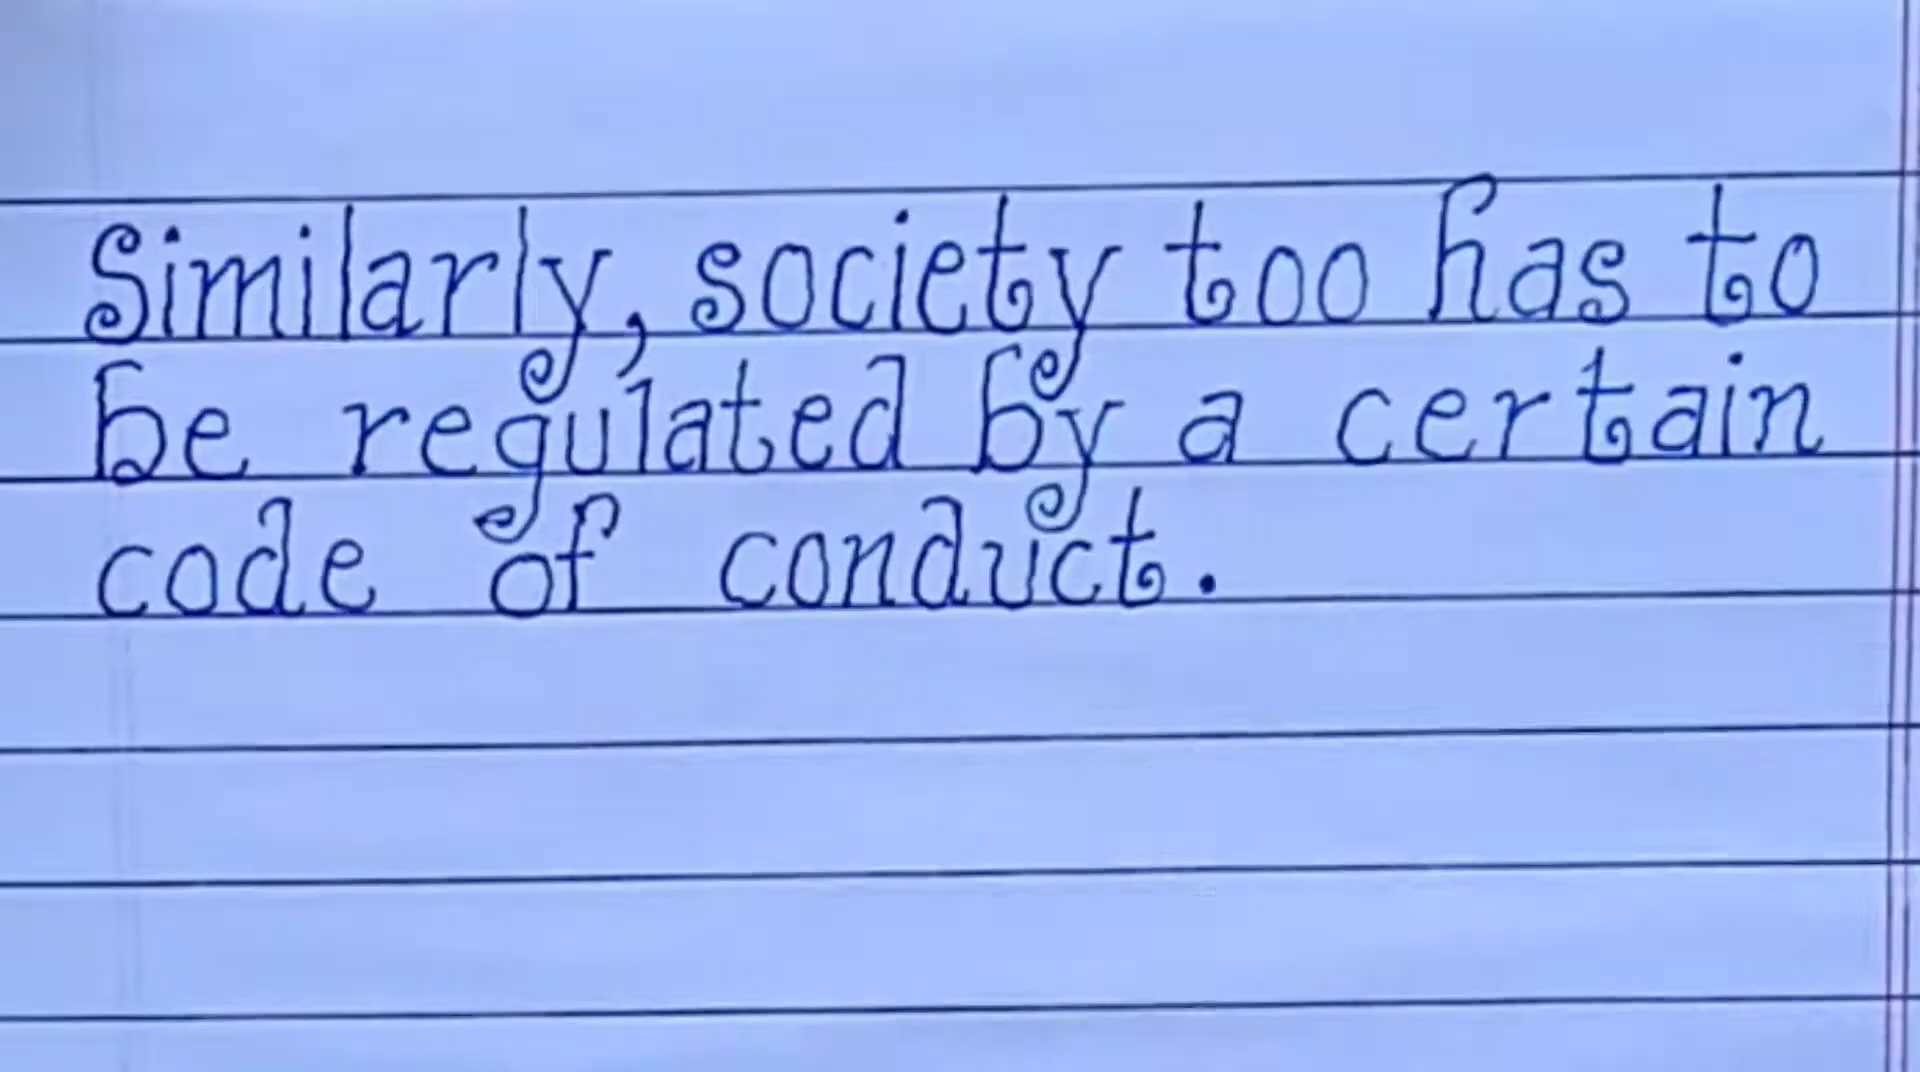 Similarly, society too has to
be regulated by a certain
code of conduct.